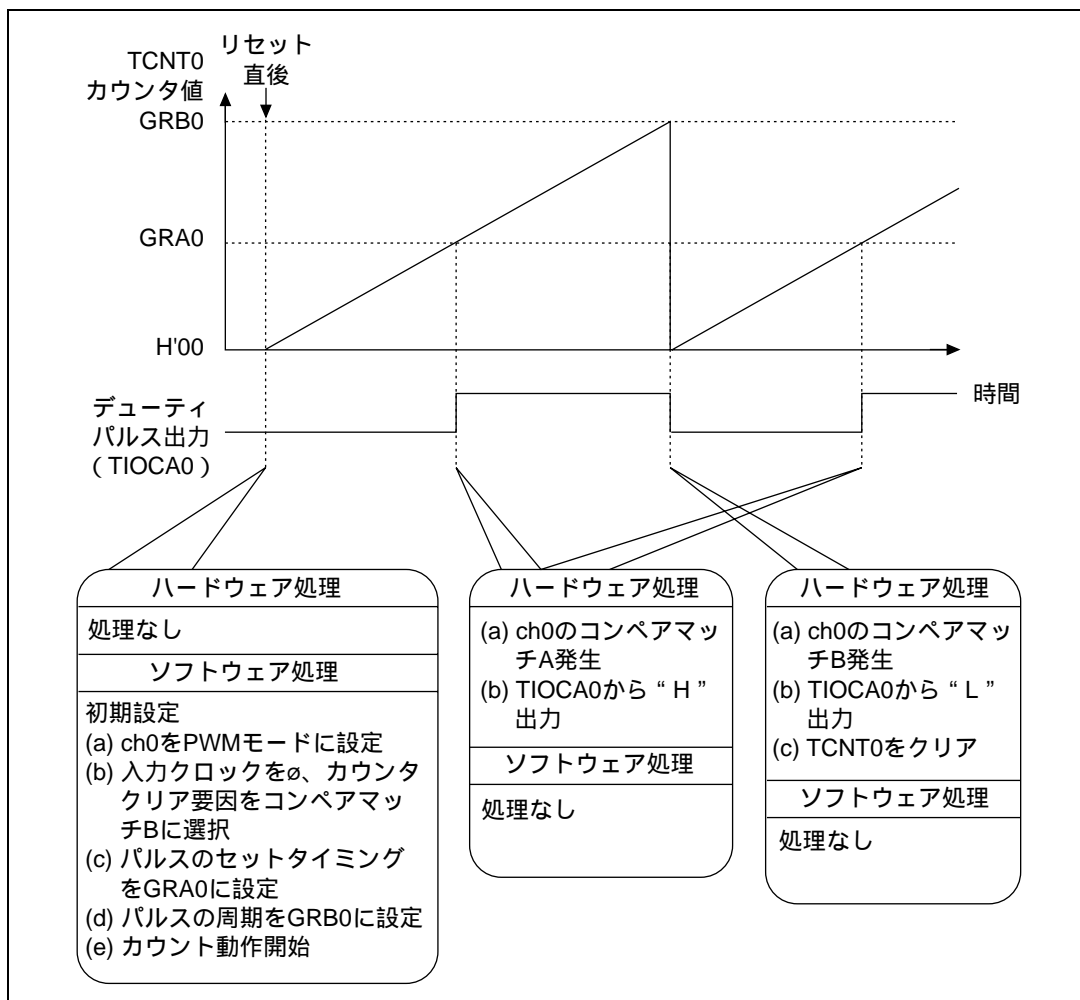 TCNT0
カウンタ値
リセット
直後
GRB0
GRA0
H'00
時間
デューティ
パルス出力
（TIOCA0）
ハードウェア処理
処理なし
ソフトウェア処理
初期設定
(a) ch0をPWMモードに設定
(b) 入力クロックをø、カウンタ
クリア要因をコンペアマッ
チBに選択
(c) パルスのセットタイミング
をGRA0に設定
(d) パルスの周期をGRB0に設定
(e) カウント動作開始
ハードウェア処理
(a) ch0のコンペアマッ
チA発生
(b) TIOCA0から“H”
出力
ソフトウェア処理
処理なし
ハードウェア処理
(a) ch0のコンペアマッ
チB発生
(b) TIOCA0から“L”
出力
(c) TCNT0をクリア
ソフトウェア処理
処理なし